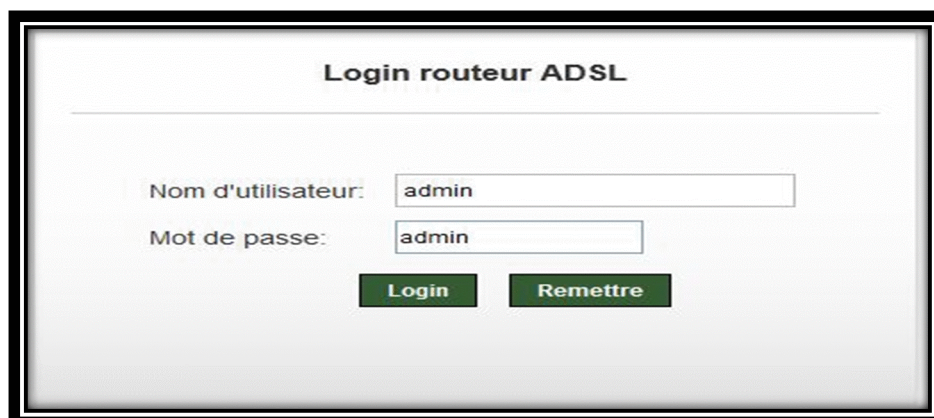 Login routeur ADSL
Nom d'utilisateur: admin
Mot de passe: admin
Login Remettre